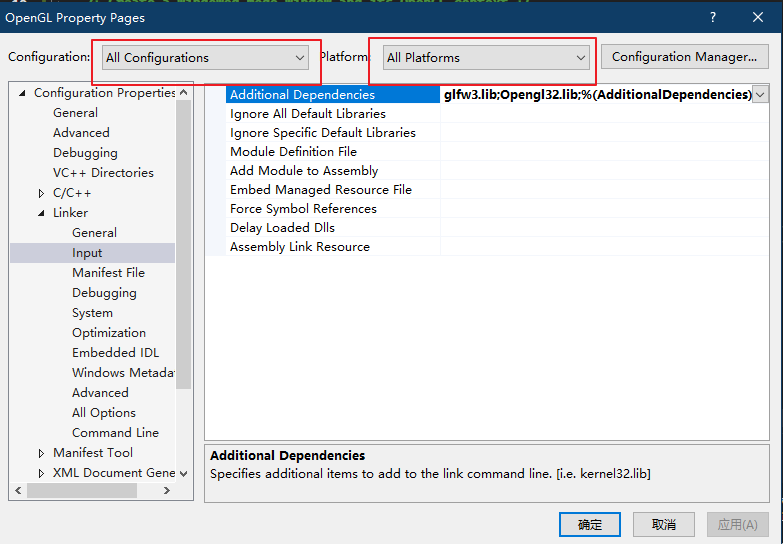 OpenGL Property Pages
?
Configuration: All Configurations Platform: All Platforms Configuration Manager...
Configuration Properties
General
Advanced
Debugging
VC++ Directories
C/C++
Linker
General
Input
Manifest File
Debugging
System
Optimization
Embedded IDL
Windows Metada
Advanced
All Options
Command Line
Manifest Tool
XML Document Gene
Additional Dependencies glfw3.lib;Opengl32.lib;%(AdditionalDependencies)
Ignore All Default Libraries
Ignore Specific Default Libraries
Module Definition File
Add Module to Assembly
Embed Managed Resource File
Force Symbol References
Delay Loaded Dlls
Assembly Link Resource
Additional Dependencies
Specifies additional items to add to the link command line. [i.e. kernel32.lib]
确定 取消 应用(A)